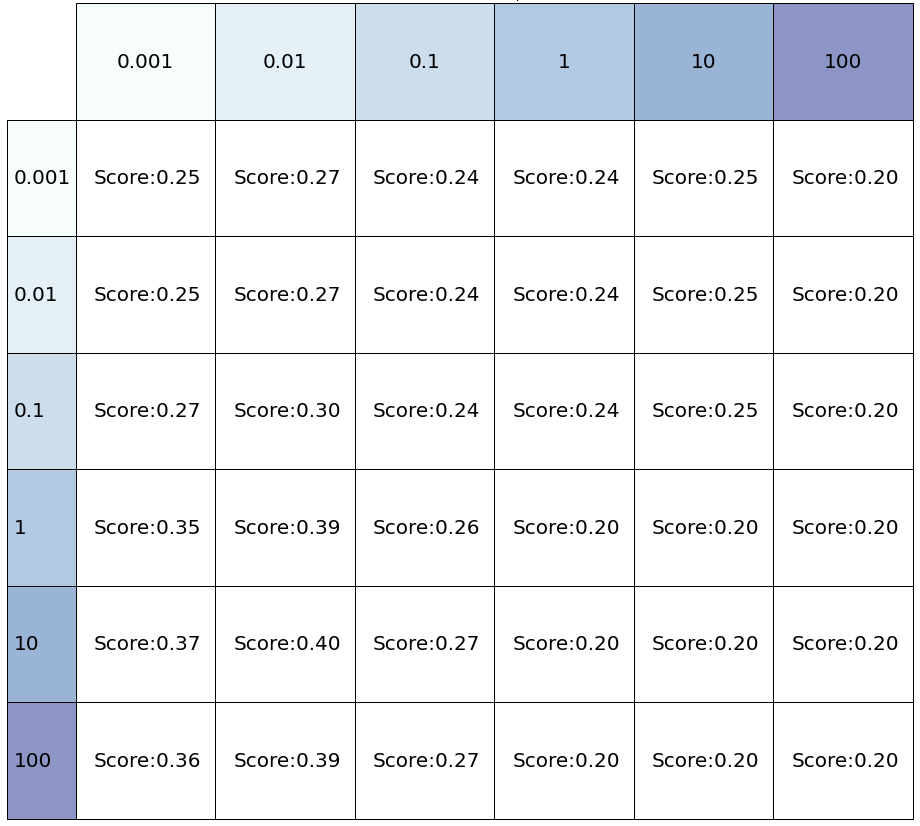 0.001 0.01 0.1 1 10 100
0.001 Score:0.25 Score:0.27 Score:0.24 Score:0.24 Score:0.25 Score:0.20
0.01 Score:0.25 Score:0.27 Score:0.24 Score:0.24 Score:0.25 Score:0.20
0.1 Score:0.27 Score:0.30 Score:0.24 Score:0.24 Score:0.25 Score:0.20
1 Score:0.35 Score:0.39 Score:0.26 Score:0.20 Score:0.20 Score:0.20
10 Score:0.37 Score:0.40 Score:0.27 Score:0.20 Score:0.20 Score:0.20
100 Score:0.36 Score:0.39 Score:0.27 Score:0.20 Score:0.20 Score:0.20